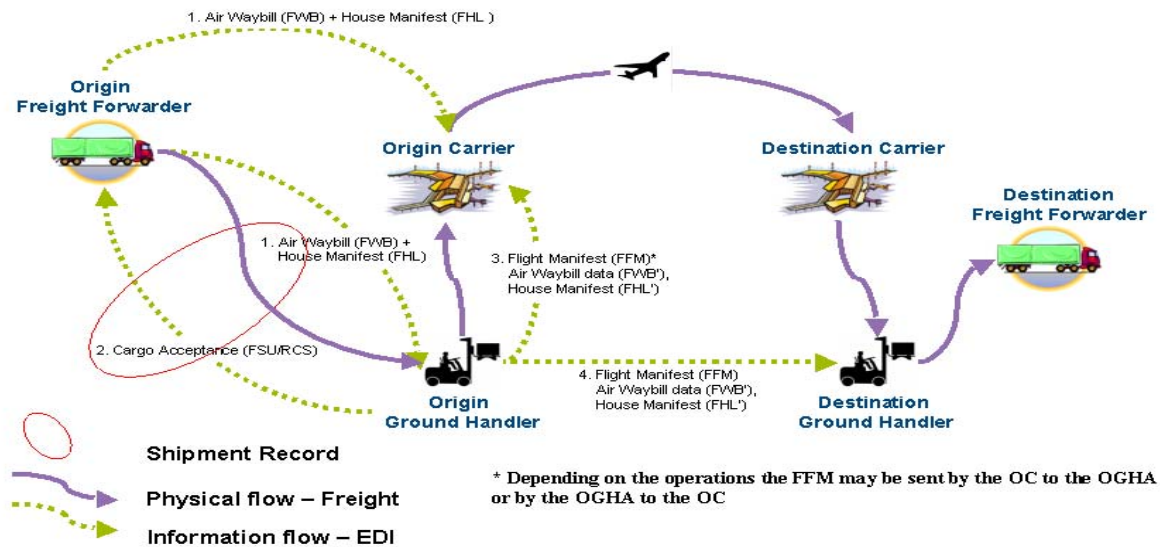 1. Air Waybill (FWB) + House Manifest (FHL )
Origin
Freight Forwarder
Origin Carrier
Destination Carrier
Destination
Freight Forwarder
1. Air Waybill (FWB) +
House Manifest (FHL)
3. Flight Manifest (FFM)*
Air Waybill data (FWB'),
House Manifest (FHL')
2. Cargo Acceptance (FSU/RCS)
4. Flight Manifest (FFM)
Air Waybill data (FWB'),
House Manifest (FHL')
Origin
Ground Handler
Destination
Ground Handler
Shipment Record
Physical flow – Freight
Information flow – EDI
* Depending on the operations the FFM may be sent by the OC to the OGHA
or by the OGHA to the OC